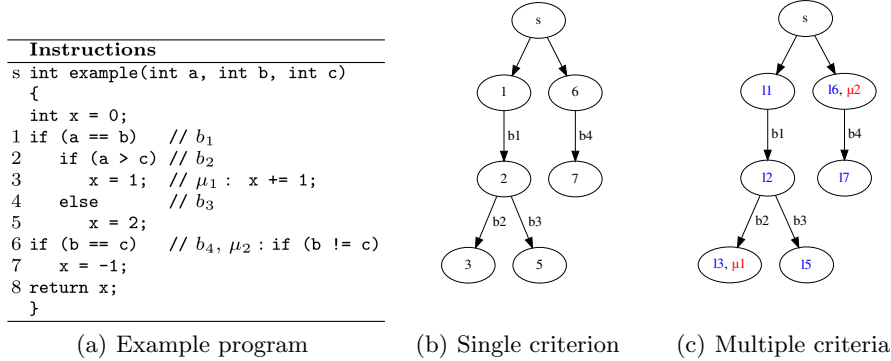 Instructions
s int example(int a, int b, int c)
{
int x = 0;
1 if (a == b) // b1
2 if (a > c) // b2
3 x = 1; // μ1 : x += 1;
4 else // b3
5 x = 2;
6 if (b == c) // b4, μ2 : if (b != c)
7 x = -1;
8 return x;
}
(a) Example program
s
1 6
b1 b4
2 7
b2 b3
3 5
(b) Single criterion
s
l1 l6, μ2
b1 b4
l2 l7
b2 b3
l3, μ1 l5
(c) Multiple criteria